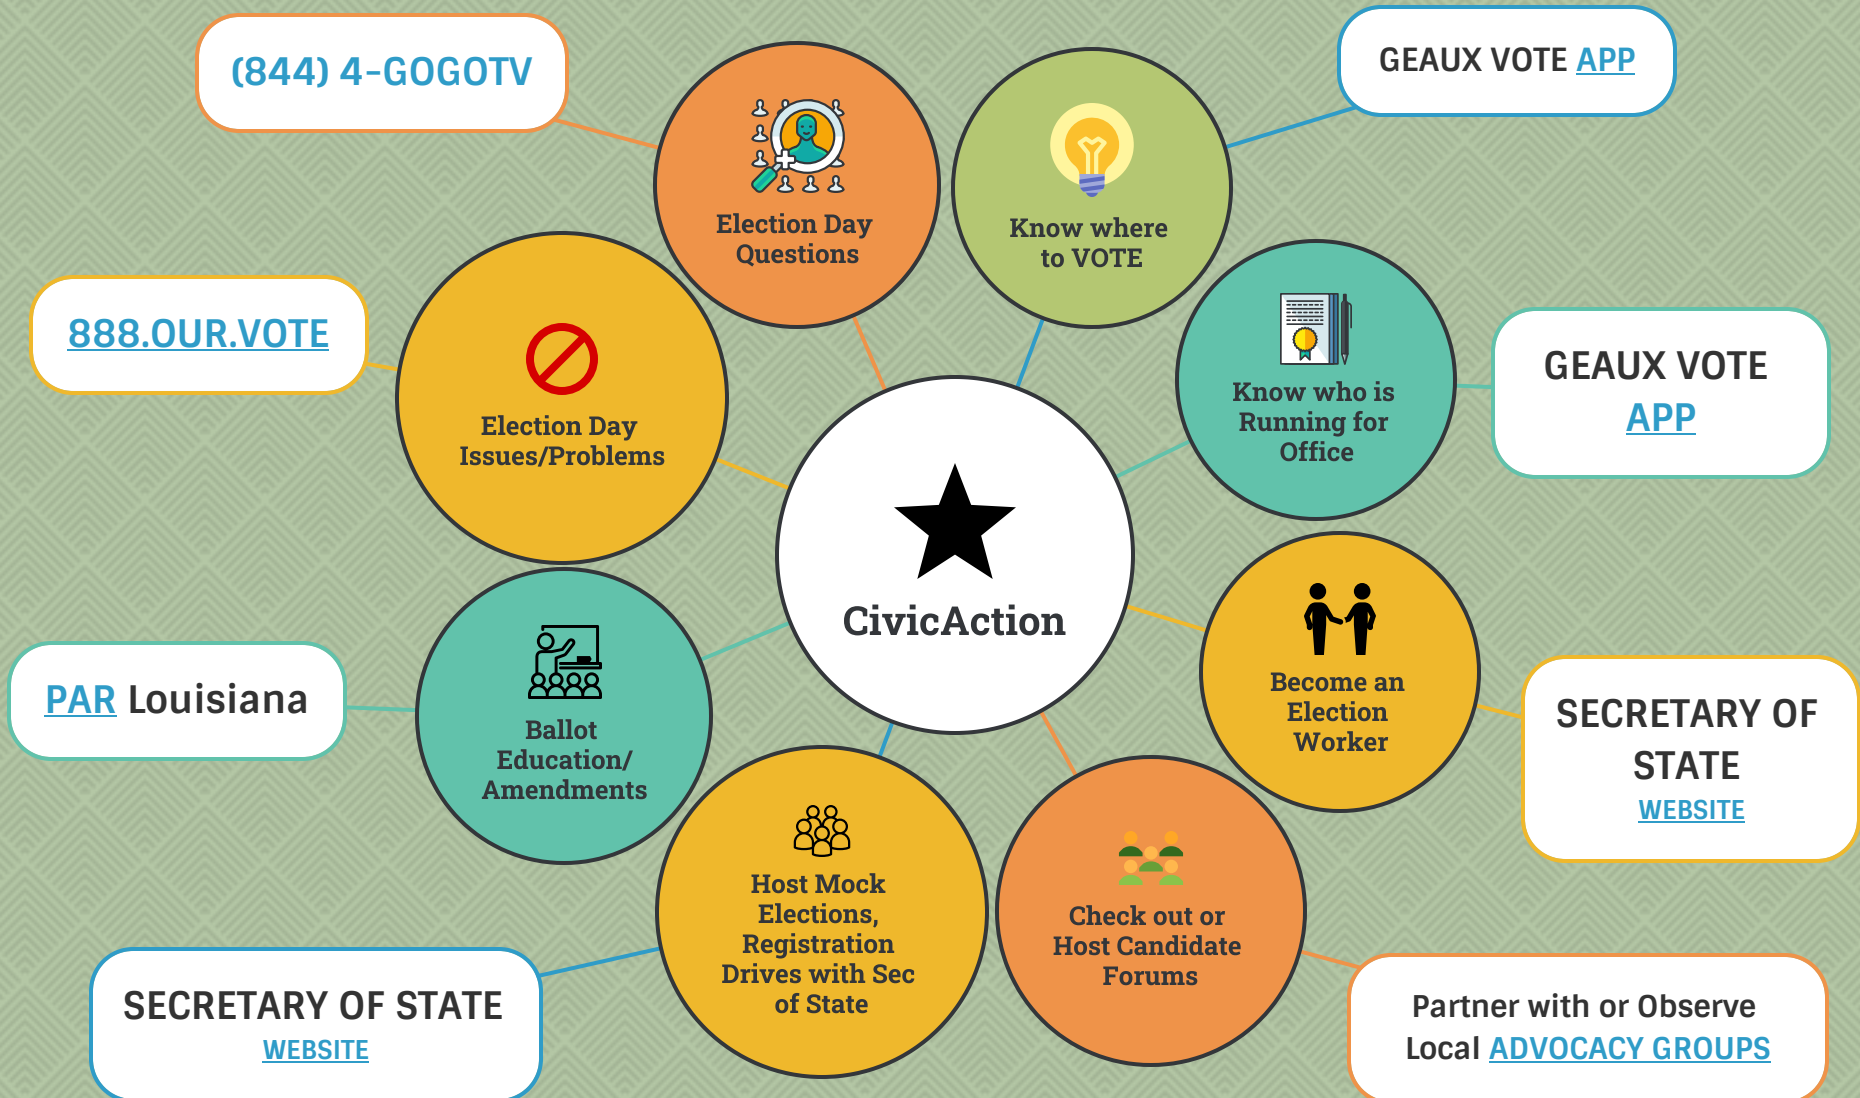 (844) 4-GOGOTV
GEAUX VOTE APP
Election Day
Questions
Know where
to VOTE
888.OUR.VOTE
Election Day
Issues/Problems
Know who is
Running for
Office
GEAUX VOTE
APP
CivicAction
PAR Louisiana
Ballot
Education/
Amendments
Become an
Election
Worker
SECRETARY OF
STATE
WEBSITE
Host Mock
Elections,
Registration
Drives with Sec
of State
Check out or
Host Candidate
Forums
SECRETARY OF STATE
WEBSITE
Partner with or Observe
Local ADVOCACY GROUPS